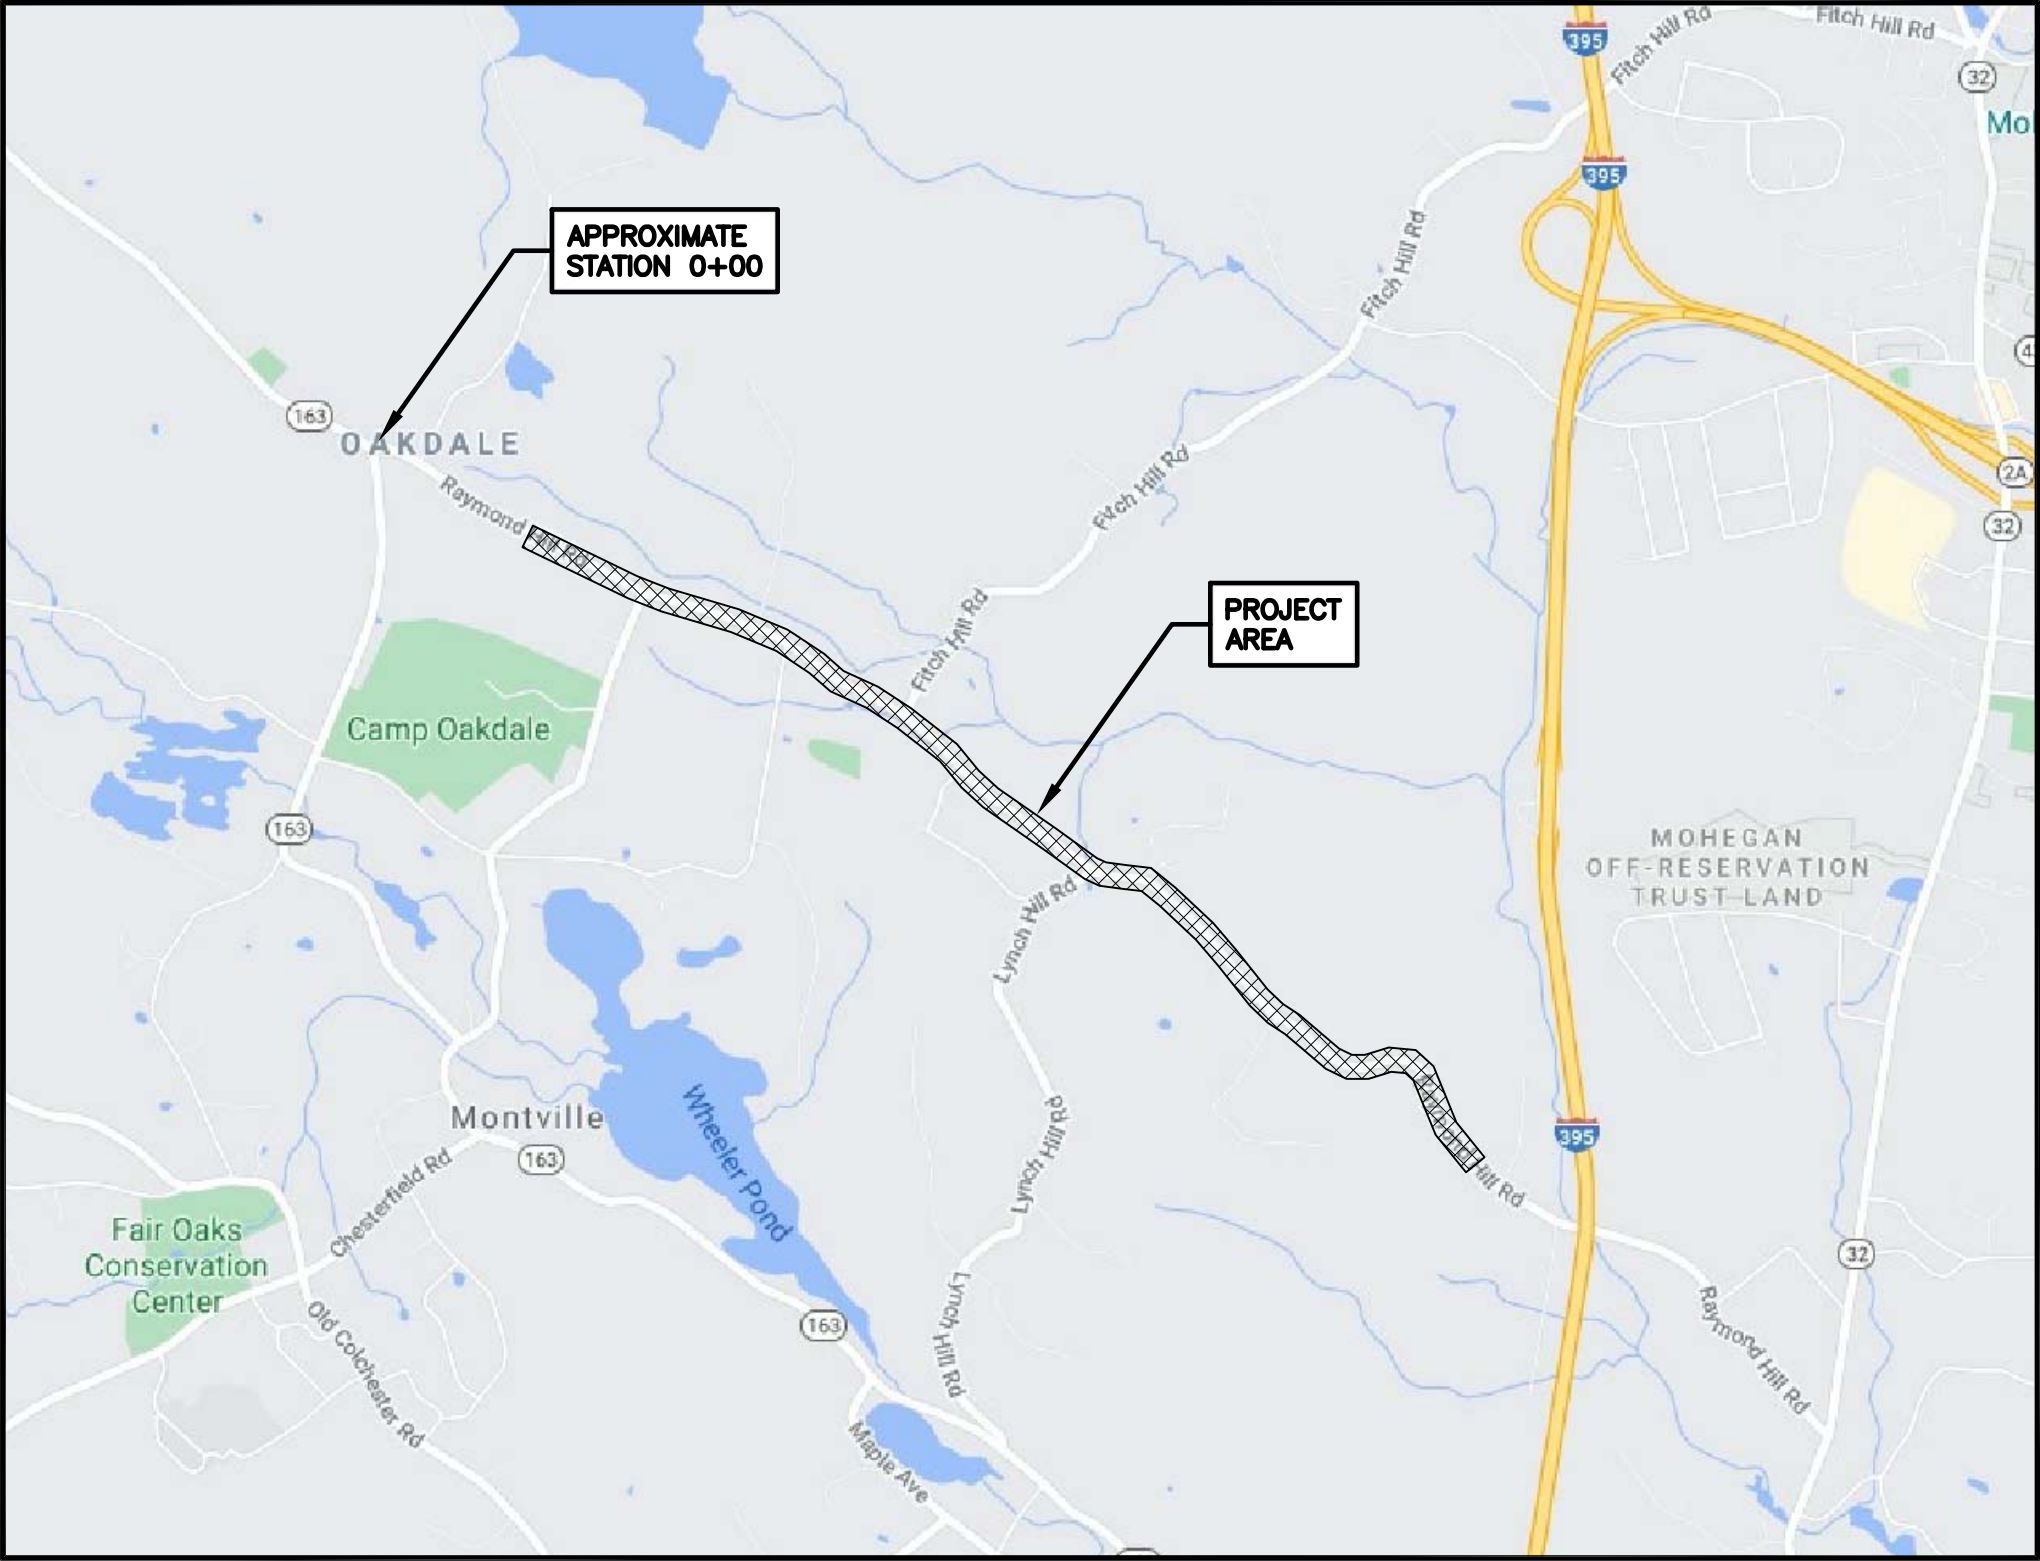 395
Fitch Hill Rd
Fitch Hill Rd
32
395
APPROXIMATE
STATION 0+00
Fitch Hill Rd
163
OAKDALE
2A
Raymond Hill Rd
Fitch Hill Rd
32
PROJECT
AREA
Fitch Hill Rd
Camp Oakdale
163
MOHEGAN
OFF-RESERVATION
TRUST LAND
Lynch Hill Rd
Wheeler Pond
Montville
163
Lynch Hill Rd
395
Raymond Hill Rd
Chesterfield Rd
Fair Oaks
Conservation
Center
32
163
Lynch Hill Rd
Raymond Hill Rd
Old Colchester Rd
Maple Ave